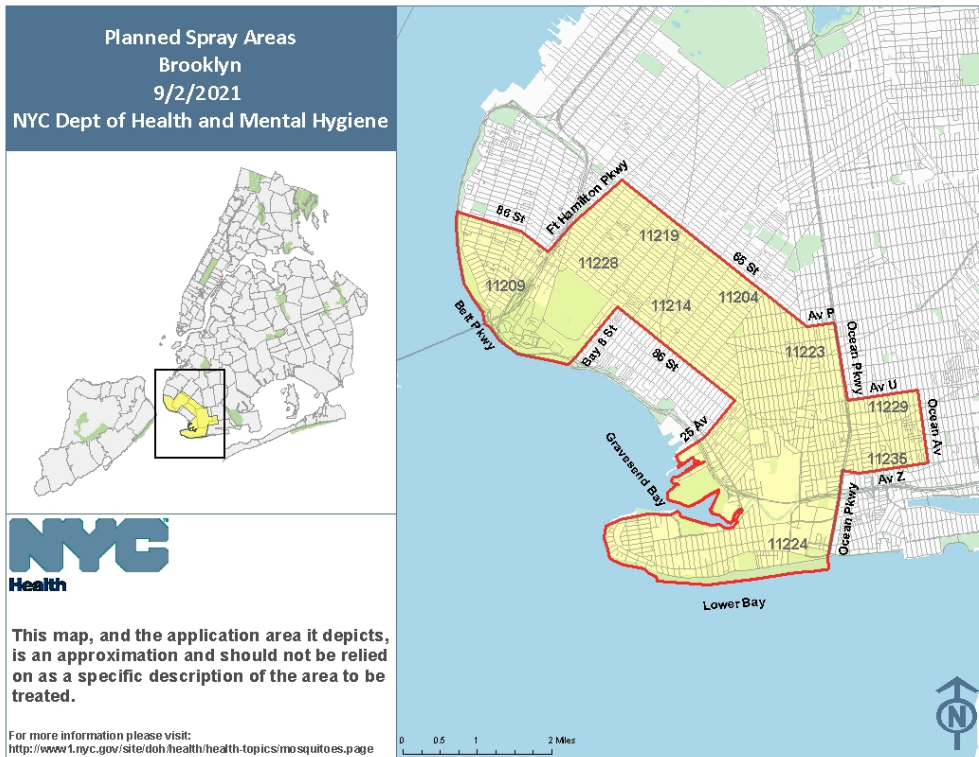 Planned Spray Areas
Brooklyn
9/2/2021
NYC Dept of Health and Mental Hygiene
NYC
Health
This map, and the application area it depicts,
is an approximation and should not be relied
on as a specific description of the area to be
treated.
For more information please visit:
http://www1.nyc.gov/site/doh/health/health-topics/mosquitoes.page
86 St
Ft Hamilton Pkwy
11219
65 St
11228
11209
11214
11204
Belt Pkwy
Bay 8 St
86 St
Av P
11223
Ocean Pkwy
Av U
11229
Ocean Av
25 Av
11235
Av Z
Gravesend Bay
Ocean Pkwy
11224
Lower Bay
N
0 0.5 1 2 Miles